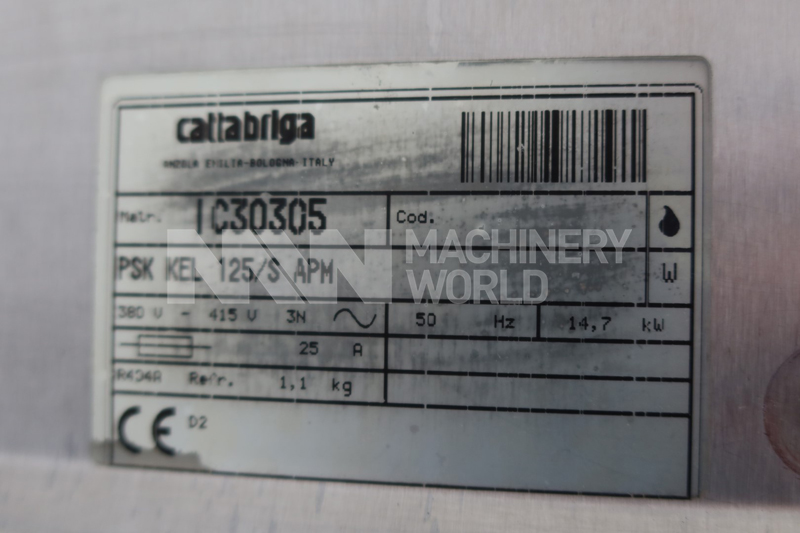 cattabriga
ANZOLA EMILIA-BOLOGNA-ITALY
Matr. IC30305 Cod.
PSK KEL 125/S APM W
MACHINERY
WORLD
380 V - 415 V 3N 50 Hz 14,7 kW
25 A
R404A Refr. 1,1 kg
CE D2